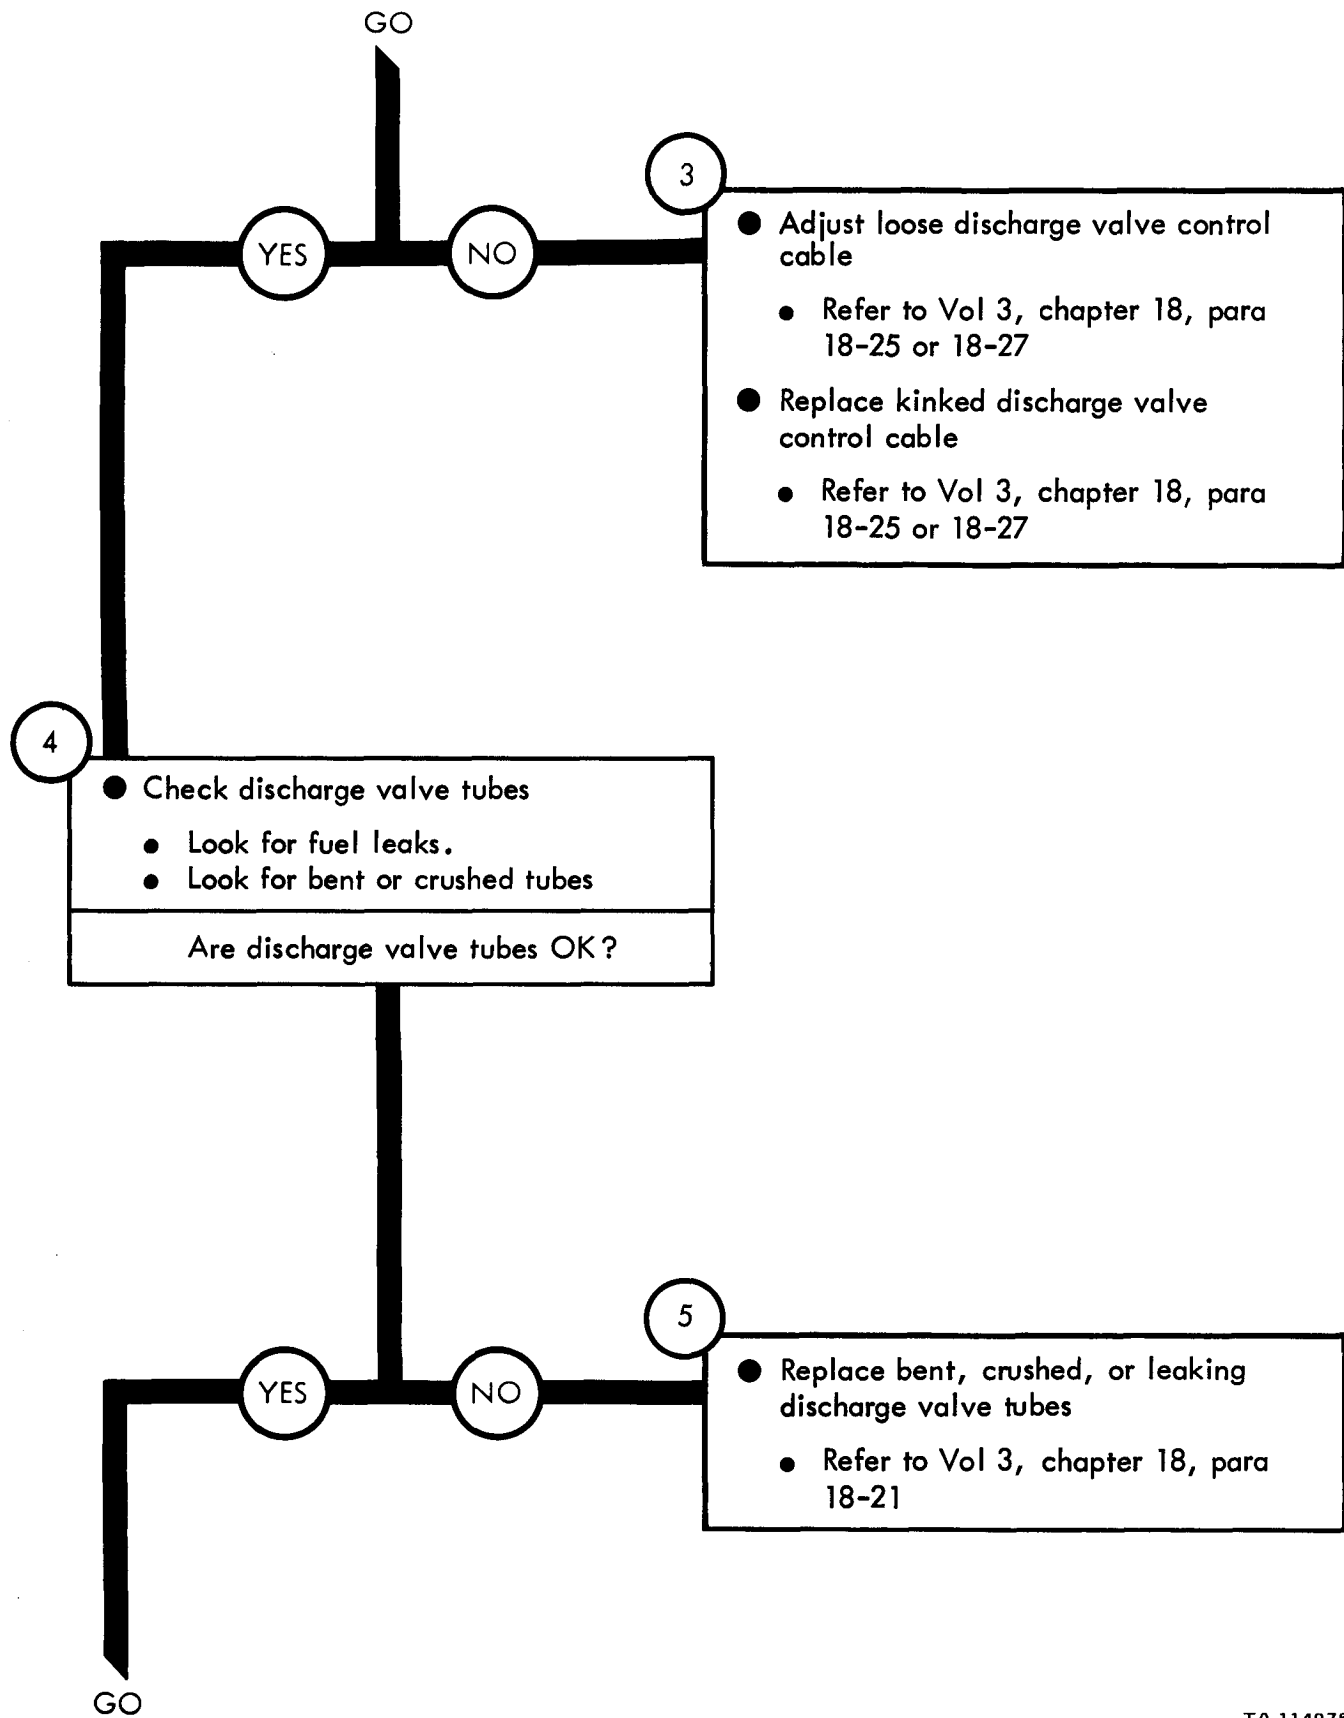 GO
YES
NO
3
● Adjust loose discharge valve control
cable
● Refer to Vol 3, chapter 18, para
18-25 or 18-27
● Replace kinked discharge valve
control cable
● Refer to Vol 3, chapter 18, para
18-25 or 18-27
4
● Check discharge valve tubes
● Look for fuel leaks.
● Look for bent or crushed tubes
Are discharge valve tubes OK?
YES
NO
5
● Replace bent, crushed, or leaking
discharge valve tubes
● Refer to Vol 3, chapter 18, para
18-21
GO